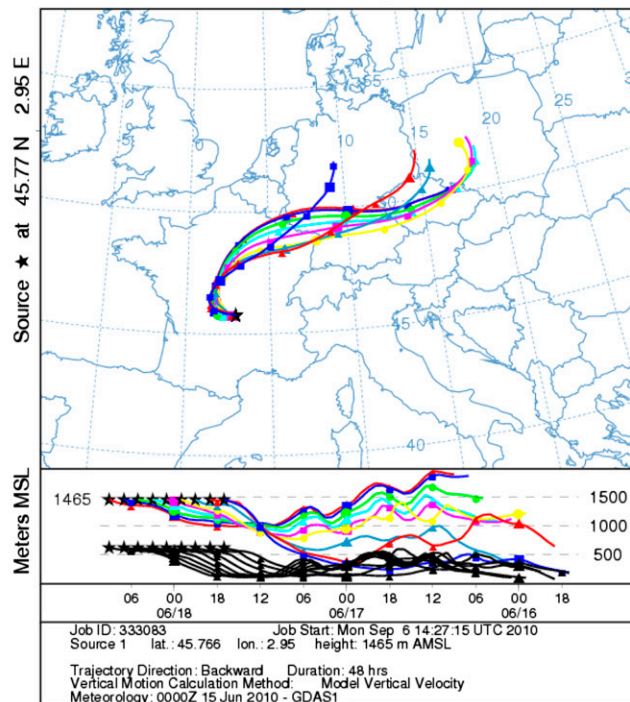 Source ★ at 45.77 N 2.95 E
55
10
15
20
25
45
40
Meters MSL
1465
1500
1000
500
06 00 18 12 06 00 18 12 06 00 18
06/18 06/17 06/16
Job ID: 333083 Job Start: Mon Sep 6 14:27:15 UTC 2010
Source 1 lat.: 45.766 lon.: 2.95 height: 1465 m AMSL
Trajectory Direction: Backward Duration: 48 hrs
Vertical Motion Calculation Method: Model Vertical Velocity
Meteorology: 0000Z 15 Jun 2010 - GDAS1